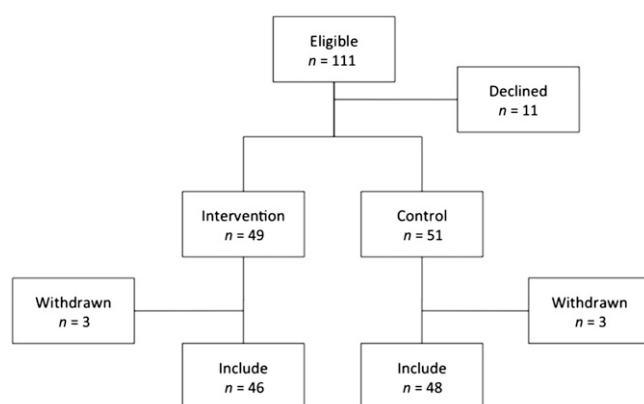 Eligible
n = 111
Declined
n = 11
Intervention
n = 49
Control
n = 51
Withdrawn
n = 3
Withdrawn
n = 3
Include
n = 46
Include
n = 48